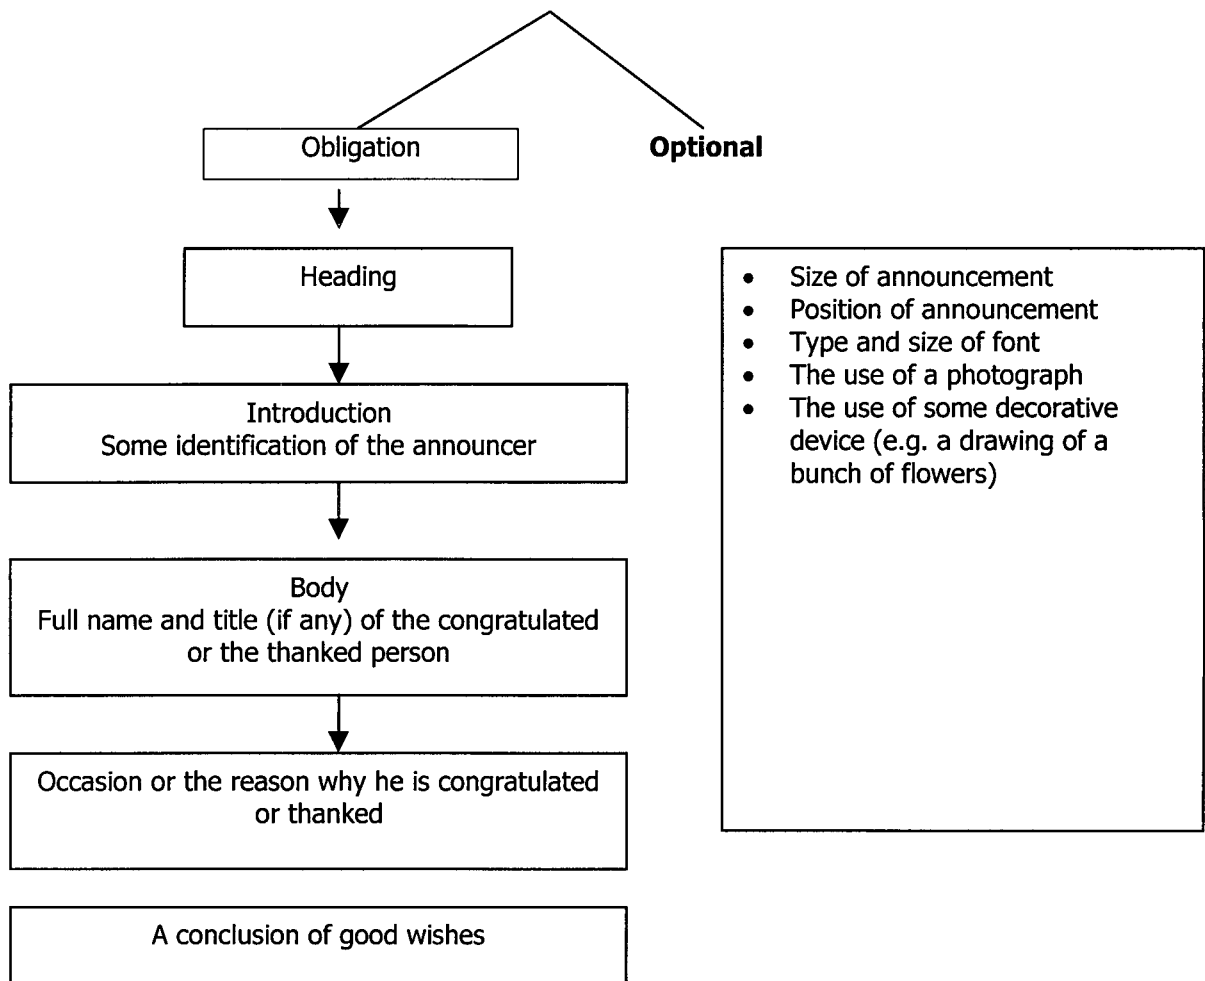 Obligation
Optional
Heading
Introduction
Some identification of the announcer
Body
Full name and title (if any) of the congratulated
or the thanked person
Occasion or the reason why he is congratulated
or thanked
A conclusion of good wishes
• Size of announcement
• Position of announcement
• Type and size of font
• The use of a photograph
• The use of some decorative
device (e.g. a drawing of a
bunch of flowers)